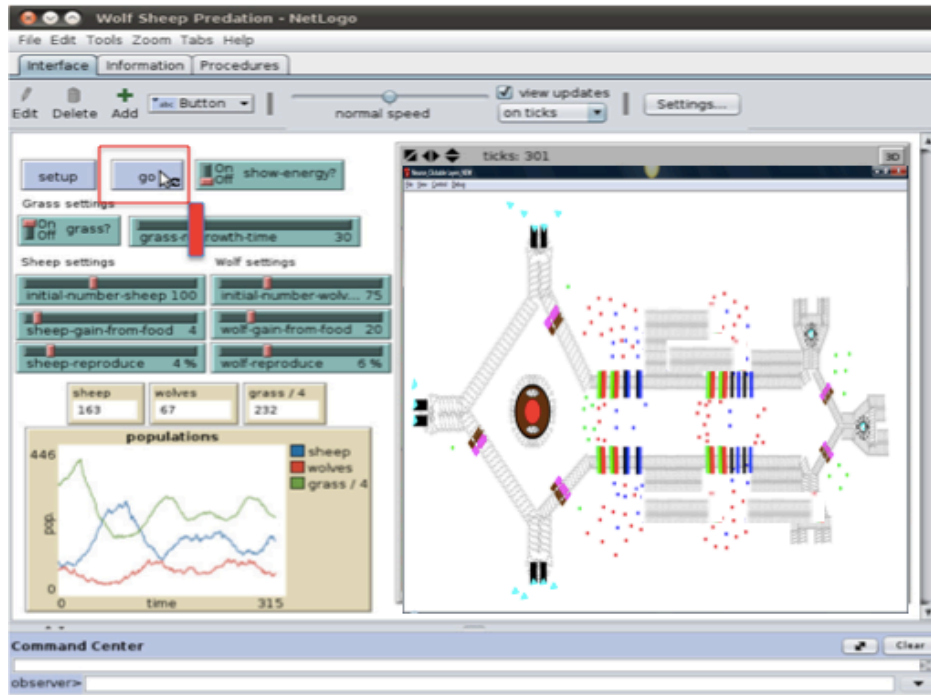 Wolf Sheep Predation - NetLogo
File Edit Tools Zoom Tabs Help
Interface Information Procedures
Edit Delete Add abc Button normal speed view updates on ticks Settings...
ticks: 301 3D
setup go On Off show-energy?
Grass settings
On Off grass? 30
Sheep settings Wolf settings
initial-number-sheep 100 initial-number-wolv... 75
sheep-gain-from-food 4 wolf-gain-from-food 20
sheep-reproduce 4 % wolf-reproduce 6 %
sheep wolves grass / 4
163 67 232
populations
446
pop.
0
0 time 315
sheep
wolves
grass / 4
Command Center Clear
observer>